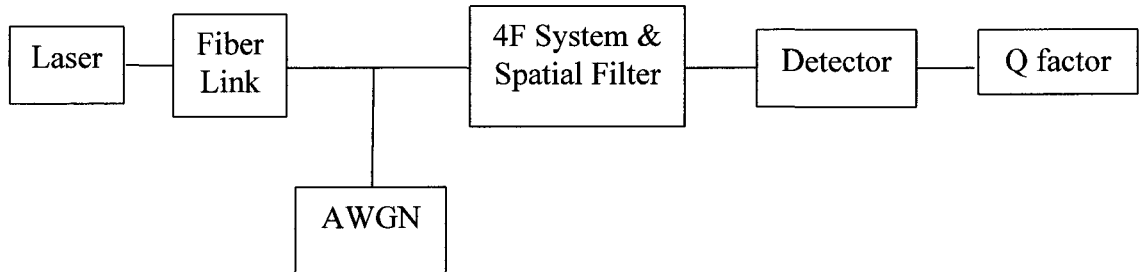 Laser
Fiber
Link
4F System &
Spatial Filter
Detector
Q factor
AWGN